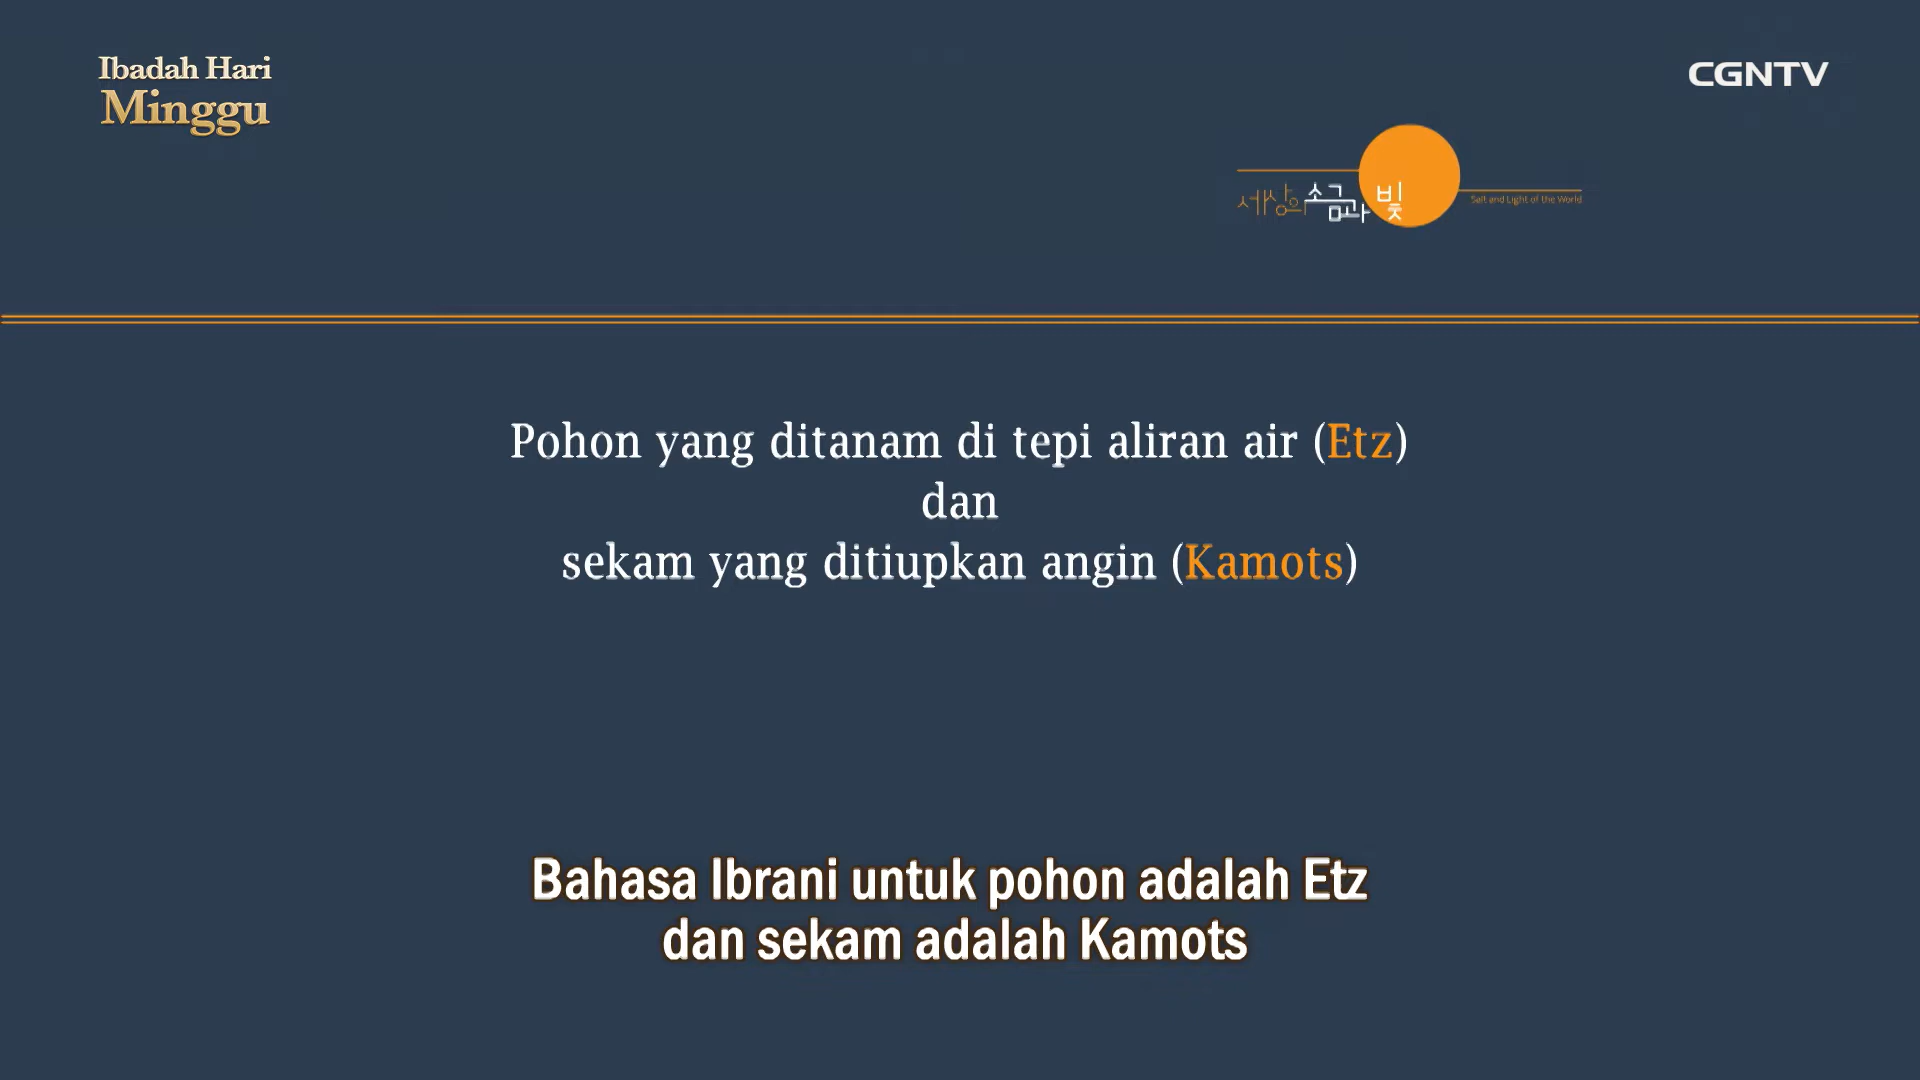 Ibadah Hari
Minggu
CGNTV
세상의 소금과 빛
Salt and Light of the World
Pohon yang ditanam di tepi aliran air (Etz)
dan
sekam yang ditiupkan angin (Kamots)
Bahasa Ibrani untuk pohon adalah Etz
dan sekam adalah Kamots